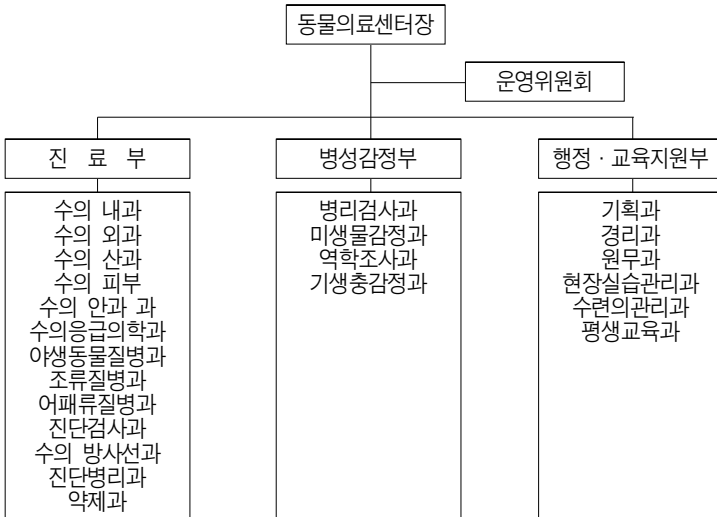 동물의료센터장
운영위원회
진 료 부
수의 내과
수의 외과
수의 산과
수의 피부
수의 안과 과
수의응급의학과
야생동물질병과
조류질병과
어패류질병과
진단검사과
수의 방사선과
진단병리과
약제과
병성감정부
병리검사과
미생물감정과
역학조사과
기생충감정과
행정 · 교육지원부
기획과
경리과
원무과
현장실습관리과
수련의관리과
평생교육과